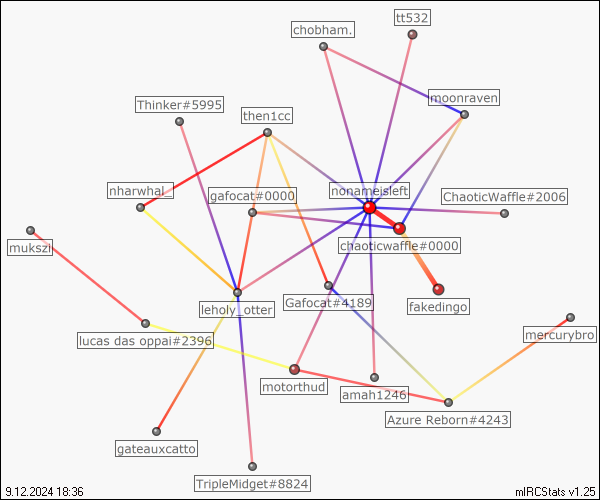 tt532
chobham.
moonraven
Thinker#5995
then1cc
nharwhal_
gafocat#0000
nonameisleft
ChaoticWaffle#2006
mukszi
chaoticwaffle#0000
leholy_otter
Gafocat#4189
fakedingo
lucas das oppai#2396
mercurybro
motorthud
amah1246
Azure Reborn#4243
gateauxcatto
TripleMidget#8824
9.12.2024 18:36
mIRCStats v1.25